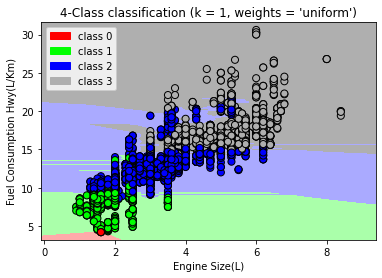 4-Class classification (k = 1, weights = 'uniform')
class 0
class 1
class 2
class 3
Fuel Consumption Hwy(L/Km)
30
25
20
15
10
5
0
2
4
6
8
Engine Size(L)